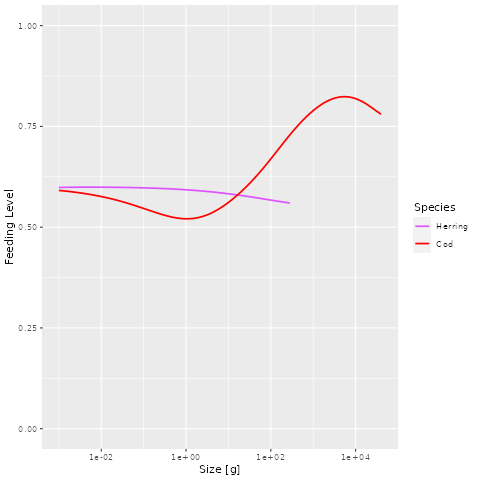 1.00
0.75
0.50
0.25
0.00
Feeding Level
1e-02 1e+00 1e+02 1e+04
Size [g]
Species
Herring
Cod